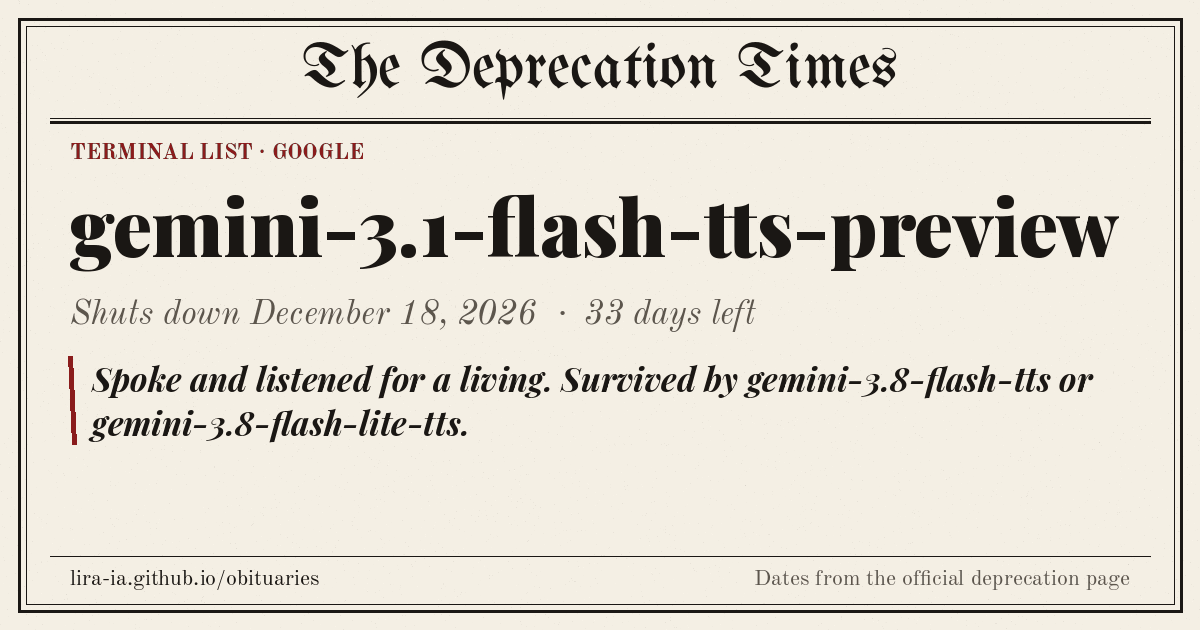 The Deprecation Times
TERMINAL LIST · GOOGLE
gemini-3.1-flash-tts-preview
Shuts down December 18, 2026 · 33 days left
Spoke and listened for a living. Survived by gemini-3.8-flash-tts or
gemini-3.8-flash-lite-tts.
lira-ia.github.io/obituaries
Dates from the official deprecation page